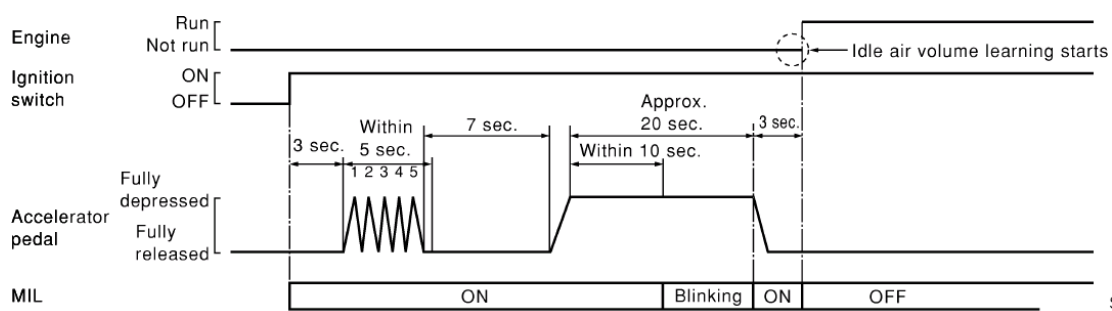 Engine
Run
Not run
Idle air volume learning starts
Ignition
switch
ON
OFF
3 sec.
Within
5 sec.
1 2 3 4 5
7 sec.
Approx.
20 sec.
Within 10 sec.
3 sec.
Accelerator
pedal
Fully
depressed
Fully
released
MIL
ON
Blinking
ON
OFF